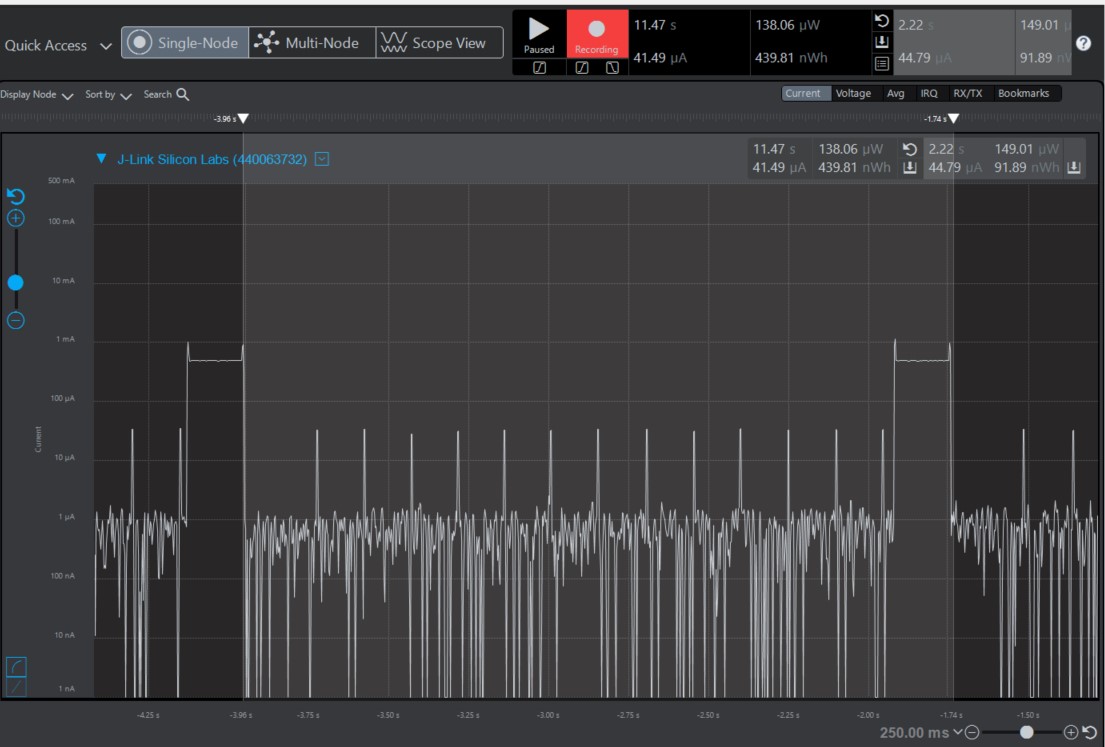 Quick Access
Single-Node
Multi-Node
Scope View
Paused
Recording
11.47 s 138.06 µW
41.49 µA 439.81 nWh
2.22 s 149.01 µ
44.79 µA 91.89 nW
Display Node Sort by Search
Current Voltage Avg IRQ RX/TX Bookmarks
-3.96 s -1.74 s
J-Link Silicon Labs (440063732)
11.47 s 138.06 µW 2.22 s 149.01 µW
41.49 µA 439.81 nWh 44.79 µA 91.89 nWh
500 mA
100 mA
10 mA
1 mA
100 µA
Current
10 µA
1 µA
100 nA
10 nA
1 nA
-4.25 s -3.96 s -3.75 s -3.50 s -3.25 s -3.00 s -2.75 s -2.50 s -2.25 s -2.00 s -1.74 s -1.50 s
250.00 ms